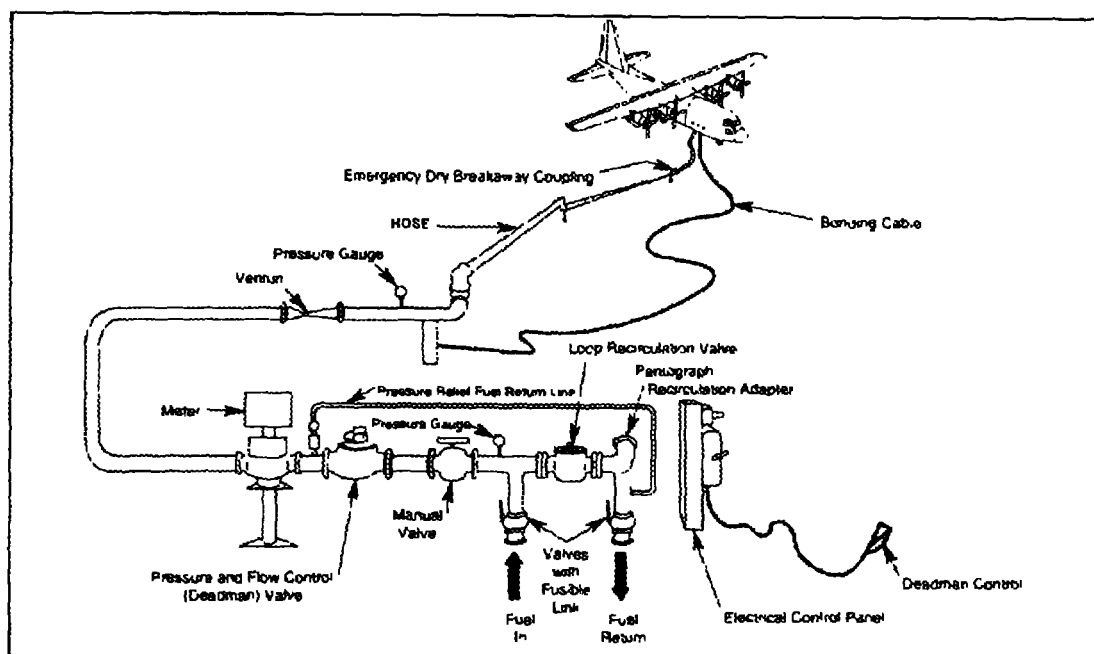 Emergency Dry Breakaway Coupling
HOSE
Bonding Cable
Pressure Gauge
Venturi
Loop Recirculation Valve
Pentograph
Recirculation Adapter
Pressure Relief Fuel Return Line
Meter
Pressure Gauge
Manual
Valve
Valves
with
Fusible
Link
Pressure and Flow Control
(Deadman) Valve
Deadman Control
Electrical Control Panel
Fuel
In
Fuel
Return